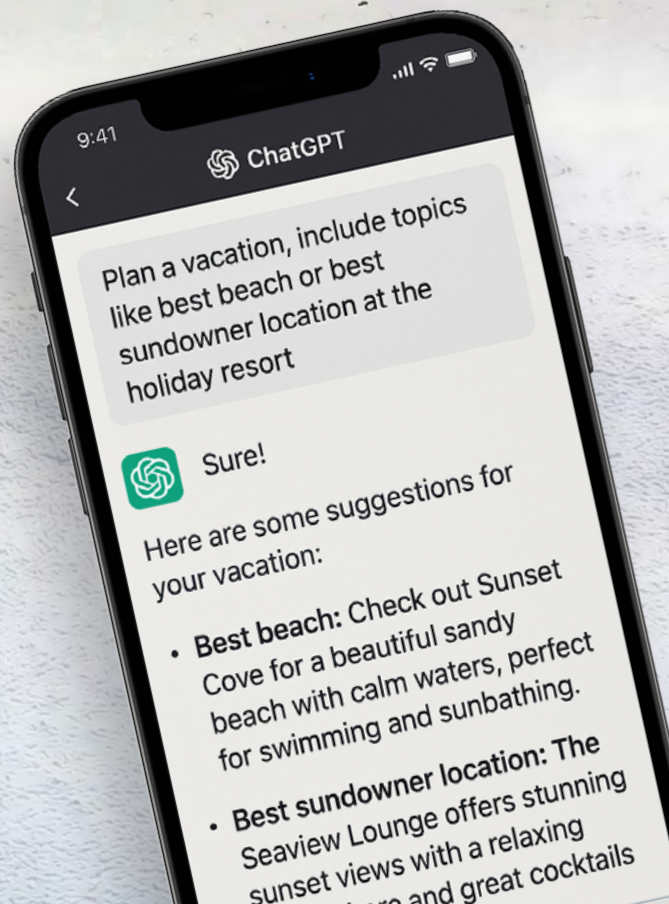 9:41
ChatGPT
Plan a vacation, include topics
like best beach or best
sundowner location at the
holiday resort
Sure!
Here are some suggestions for
your vacation:
• Best beach: Check out Sunset
Cove for a beautiful sandy
beach with calm waters, perfect
for swimming and sunbathing.
• Best sundowner location: The
Seaview Lounge offers stunning
sunset views with a relaxing
and great cocktails